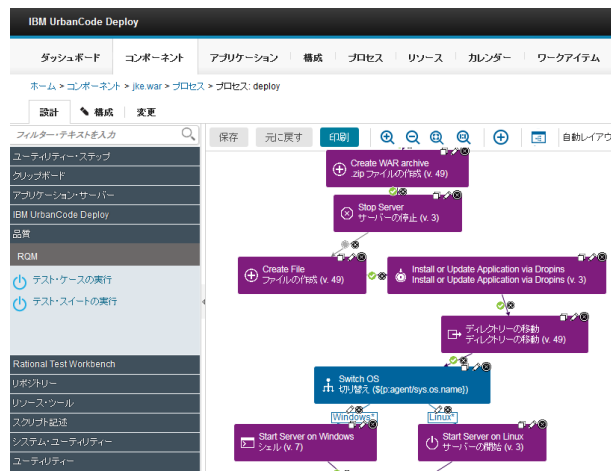 IBM UrbanCode Deploy
ダッシュボード コンポーネント アプリケーション 構成 プロセス リソース カレンダー ワークアイテム
ホーム > コンポーネント > jke.war > プロセス > プロセス: deploy
設計 構成 変更
フィルター・テキストを入力
保存 元に戻す 印刷 自動レイアウ
ユーティリティー・ステップ
クリップボード
アプリケーション・サーバー
IBM UrbanCode Deploy
品質
RQM
テスト・ケースの実行
テスト・スイートの実行
Rational Test Workbench
リポジトリー
リソース・ツール
スクリプト記述
システム・ユーティリティー
ユーティリティー
Create WAR archive
.zip ファイルの作成 (v. 49)
Stop Server
サーバーの停止 (v. 3)
Create File
ファイルの作成 (v. 49)
Install or Update Application via Dropins
Install or Update Application via Dropins (v. 3)
ディレクトリーの移動
ディレクトリーの移動 (v. 49)
Switch OS
切り替え (${p:agent/sys.os.name})
Windows* Linux*
Start Server on Windows
シェル (v. 7)
Start Server on Linux
サーバーの開始 (v. 3)